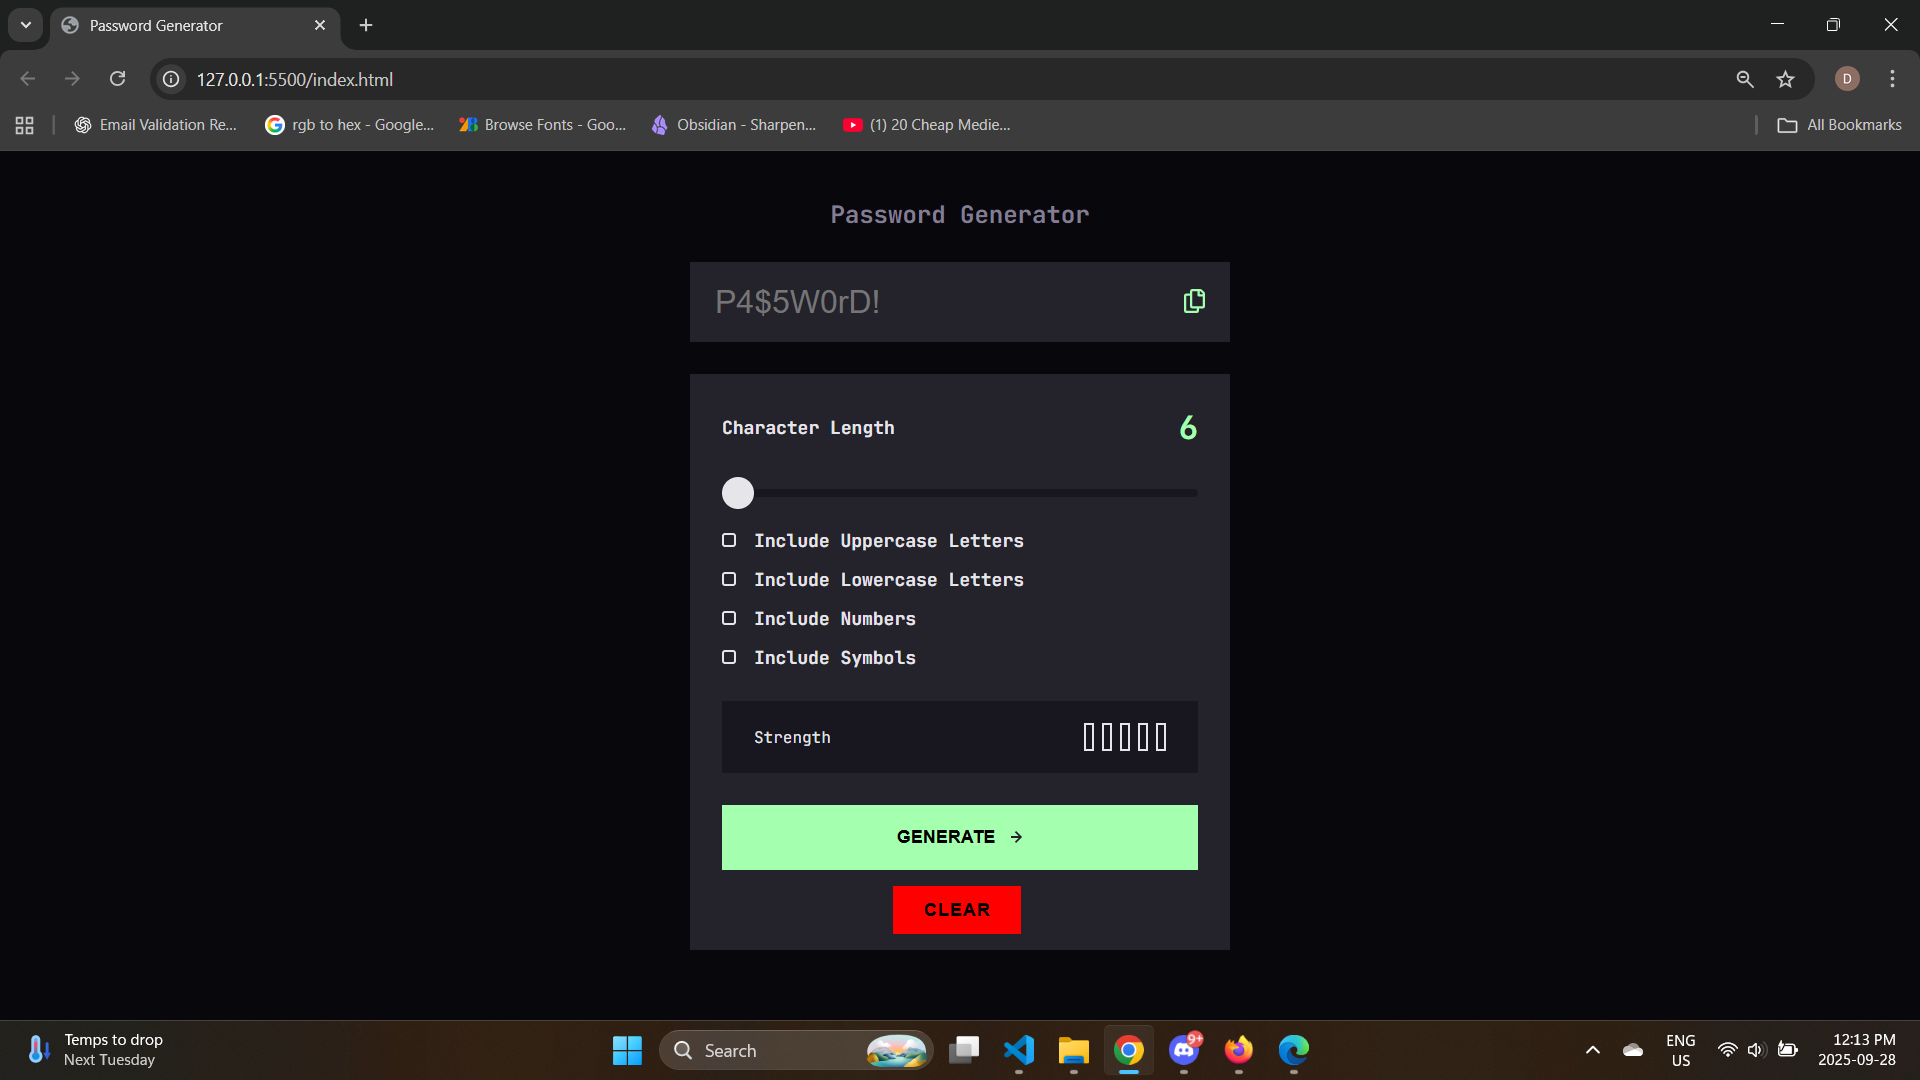 Password Generator
127.0.0.1:5500/index.html
D
Email Validation Re...
rgb to hex - Google...
Browse Fonts - Goo...
Obsidian - Sharpen...
(1) 20 Cheap Medie...
All Bookmarks
Password Generator
P4$5W0rD!
Character Length
6
Include Uppercase Letters
Include Lowercase Letters
Include Numbers
Include Symbols
Strength
GENERATE →
CLEAR
Temps to drop
Next Tuesday
Search
9+
ENG
US
12:13 PM
2025-09-28